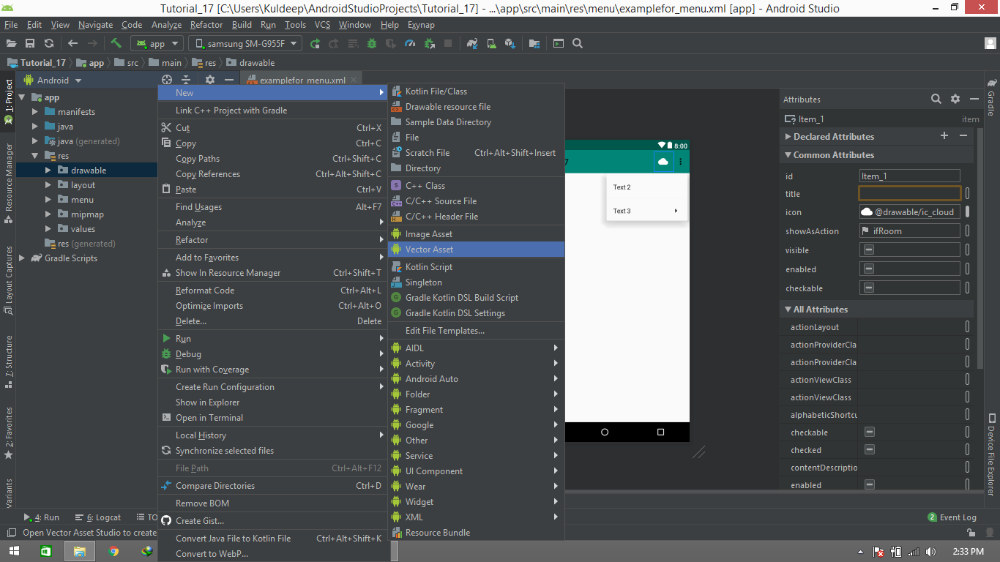 Tutorial_17 [C:\Users\Kuldeep\AndroidStudioProjects\Tutorial_17] - ...\app\src\main\res\menu\examplefor_menu.xml [app] - Android Studio
File Edit View Navigate Code Analyze Refactor Build Run Tools VCS Window Help Exynap
app samsung SM-G955F
Tutorial_17 app src main res drawable
1: Project
Resource Manager
Layout Captures
7: Structure
2: Favorites
Variants
Android
app
manifests
java
java (generated)
res
drawable
layout
menu
mipmap
values
res (generated)
Gradle Scripts
examplefor_menu.xml
New
Link C++ Project with Gradle
Cut Ctrl+X
Copy Ctrl+C
Copy Paths Ctrl+Shift+C
Copy References Ctrl+Alt+Shift+C
Paste Ctrl+V
Find Usages Alt+F7
Analyze
Refactor
Add to Favorites
Show In Resource Manager Ctrl+Shift+T
Reformat Code Ctrl+Alt+L
Optimize Imports Ctrl+Alt+O
Delete... Delete
Run
Debug
Run with Coverage
Create Run Configuration
Show in Explorer
Open in Terminal
Local History
Synchronize selected files
File Path Ctrl+Alt+F12
Compare Directories Ctrl+D
Remove BOM
Create Gist...
Convert Java File to Kotlin File Ctrl+Alt+Shift+K
Convert to WebP...
Kotlin File/Class
Drawable resource file
Sample Data Directory
File
Scratch File Ctrl+Alt+Shift+Insert
Directory
S C++ Class
C/C++ Source File
C/C++ Header File
Image Asset
Vector Asset
Kotlin Script
Singleton
G Gradle Kotlin DSL Build Script
G Gradle Kotlin DSL Settings
Edit File Templates...
AIDL
Activity
Android Auto
Folder
Fragment
Google
Other
Service
UI Component
Wear
Widget
XML
Resource Bundle
8:00
7
Text 2
Text 3
Attributes
Item_1 item
Declared Attributes
Common Attributes
id Item_1
title
icon @drawable/ic_cloud
showAsAction ifRoom
visible
enabled
checkable
All Attributes
actionLayout
actionProviderCla
actionProviderCla
actionViewClass
actionViewClass
alphabeticShortcu
checkable
checked
contentDescriptio
enabled
Gradle
Device File Explorer
4: Run 6: Logcat TO
2 Event Log
Open Vector Asset Studio to create
2:33 PM